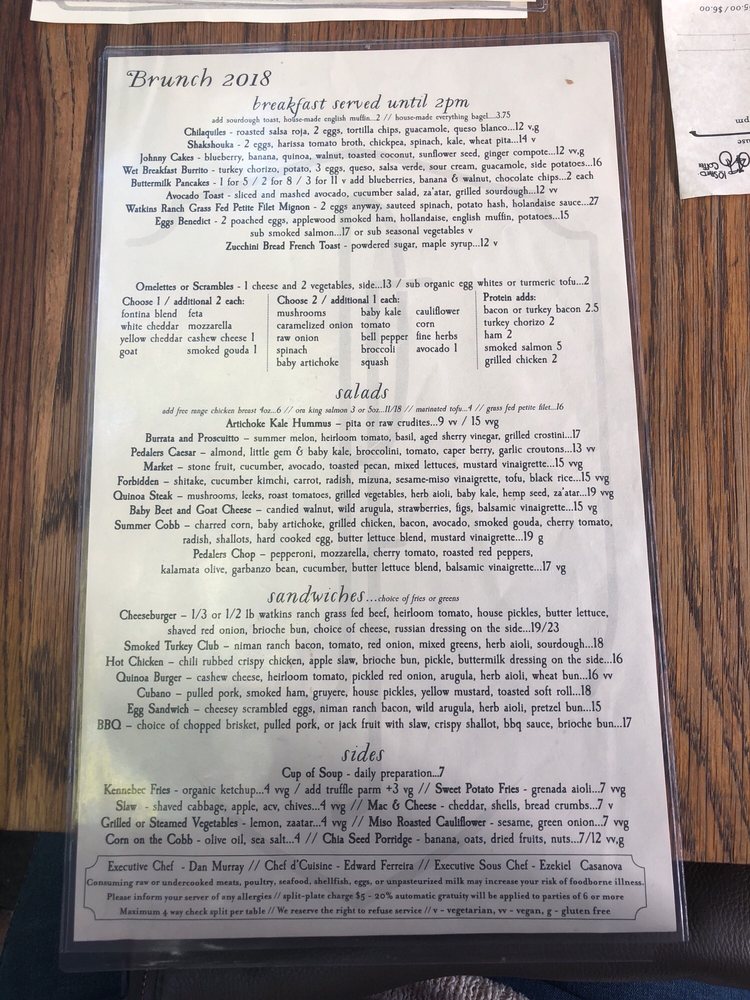 Brunch 2018
breakfast served until 2pm
add sourdough toast, house-made english muffin...2 // house-made everything bagel....3.75
Chilaquiles - roasted salsa roja, 2 eggs, tortilla chips, guacamole, queso blanco...12 v,g
Shakshouka - 2 eggs, harissa tomato broth, chickpea, spinach, kale, wheat pita...14 v
Johnny Cakes - blueberry, banana, quinoa, walnut, toasted coconut, sunflower seed, ginger compote...12 vv,g
Wet Breakfast Burrito - turkey chorizo, potato, 3 eggs, queso, salsa verde, sour cream, guacamole, side potatoes...16
Buttermilk Pancakes - 1 for 5 / 2 for 8 / 3 for 11 v add blueberries, banana & walnut, chocolate chips...2 each
Avocado Toast - sliced and mashed avocado, cucumber salad, za'atar, grilled sourdough...12 vv
Watkins Ranch Grass Fed Petite Filet Mignon - 2 eggs anyway, sauteed spinach, potato hash, holandaise sauce...27
Eggs Benedict - 2 poached eggs, applewood smoked ham, hollandaise, english muffin, potatoes...15
sub smoked salmon...17 or sub seasonal vegetables v
Zucchini Bread French Toast - powdered sugar, maple syrup...12 v
Omelettes or Scrambles - 1 cheese and 2 vegetables, side...13 / sub organic egg whites or turmeric tofu...2
Choose 1 / additional 2 each:
fontina blend feta
white cheddar mozzarella
yellow cheddar cashew cheese 1
goat smoked gouda 1
Choose 2 / additional 1 each:
mushrooms baby kale cauliflower
caramelized onion tomato corn
raw onion bell pepper fine herbs
spinach broccoli avocado 1
baby artichoke squash
Protein adds:
bacon or turkey bacon 2.5
turkey chorizo 2
ham 2
smoked salmon 5
grilled chicken 2
salads
add free range chicken breast 4oz...6 // ora king salmon 3 or 5oz...11/18 // marinated tofu...4 // grass fed petite filet...16
Artichoke Kale Hummus - pita or raw crudites...9 vv / 15 vvg
Burrata and Proscuitto - summer melon, heirloom tomato, basil, aged sherry vinegar, grilled crostini...17
Pedalers Caesar - almond, little gem & baby kale, broccolini, tomato, caper berry, garlic croutons...13 vv
Market - stone fruit, cucumber, avocado, toasted pecan, mixed lettuces, mustard vinaigrette...15 vvg
Forbidden - shitake, cucumber kimchi, carrot, radish, mizuna, sesame-miso vinaigrette, tofu, black rice...15 vvg
Quinoa Steak - mushrooms, leeks, roast tomatoes, grilled vegetables, herb aioli, baby kale, hemp seed, za'atar...19 vvg
Baby Beet and Goat Cheese - candied walnut, wild arugula, strawberries, figs, balsamic vinaigrette...15 vg
Summer Cobb - charred corn, baby artichoke, grilled chicken, bacon, avocado, smoked gouda, cherry tomato,
radish, shallots, hard cooked egg, butter lettuce blend, mustard vinaigrette...19 g
Pedalers Chop - pepperoni, mozzarella, cherry tomato, roasted red peppers,
kalamata olive, garbanzo bean, cucumber, butter lettuce blend, balsamic vinaigrette...17 vg
sandwiches...choice of fries or greens
Cheeseburger - 1/3 or 1/2 lb watkins ranch grass fed beef, heirloom tomato, house pickles, butter lettuce,
shaved red onion, brioche bun, choice of cheese, russian dressing on the side...19/23
Smoked Turkey Club - niman ranch bacon, tomato, red onion, mixed greens, herb aioli, sourdough...18
Hot Chicken - chili rubbed crispy chicken, apple slaw, brioche bun, pickle, buttermilk dressing on the side...16
Quinoa Burger - cashew cheese, heirloom tomato, pickled red onion, arugula, herb aioli, wheat bun...16 vv
Cubano - pulled pork, smoked ham, gruyere, house pickles, yellow mustard, toasted soft roll...18
Egg Sandwich - cheesey scrambled eggs, niman ranch bacon, wild arugula, herb aioli, pretzel bun...15
BBQ - choice of chopped brisket, pulled pork, or jack fruit with slaw, crispy shallot, bbq sauce, brioche bun...17
sides
Cup of Soup - daily preparation...7
Kennebec Fries - organic ketchup...4 vvg / add truffle parm +3 vg // Sweet Potato Fries - grenada aioli...7 vvg
Slaw - shaved cabbage, apple, acv, chives...4 vvg // Mac & Cheese - cheddar, shells, bread crumbs...7 v
Grilled or Steamed Vegetables - lemon, zaatar...4 vvg // Miso Roasted Cauliflower - sesame, green onion...7 vvg
Corn on the Cobb - olive oil, sea salt...4 // Chia Seed Porridge - banana, oats, dried fruits, nuts...7/12 vv,g
Executive Chef - Dan Murray // Chef d'Cuisine - Edward Ferreira // Executive Sous Chef - Ezekiel Casanova
Consuming raw or undercooked meats, poultry, seafood, shellfish, eggs, or unpasteurized milk may increase your risk of foodborne illness.
Please inform your server of any allergies // split-plate charge $5 - 20% automatic gratuity will be applied to parties of 6 or more
Maximum 4 way check split per table // We reserve the right to refuse service // v - vegetarian, vv - vegan, g - gluten free